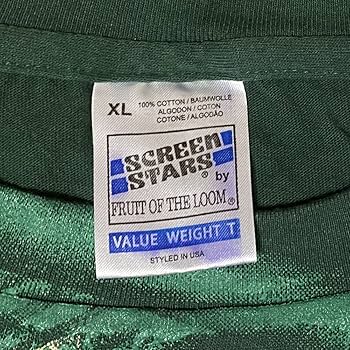 XL
100% COTTON / BAUMWOLLE
ALGODON / COTON
COTONE / ALGODÃO
SCREEN
STARS®
by
FRUIT OF THE LOOM®
VALUE WEIGHT T
STYLED IN USA